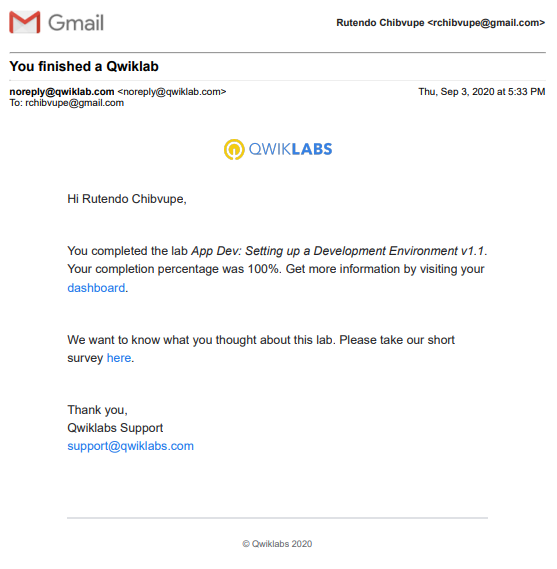 Gmail
Rutendo Chibvupe <rchibvupe@gmail.com>
You finished a Qwiklab
noreply@qwiklab.com <noreply@qwiklab.com>
Thu, Sep 3, 2020 at 5:33 PM
To: rchibvupe@gmail.com
QWIKLABS
Hi Rutendo Chibvupe,
You completed the lab App Dev: Setting up a Development Environment v1.1.
Your completion percentage was 100%. Get more information by visiting your
dashboard.
We want to know what you thought about this lab. Please take our short
survey here.
Thank you,
Qwiklabs Support
support@qwiklabs.com
© Qwiklabs 2020